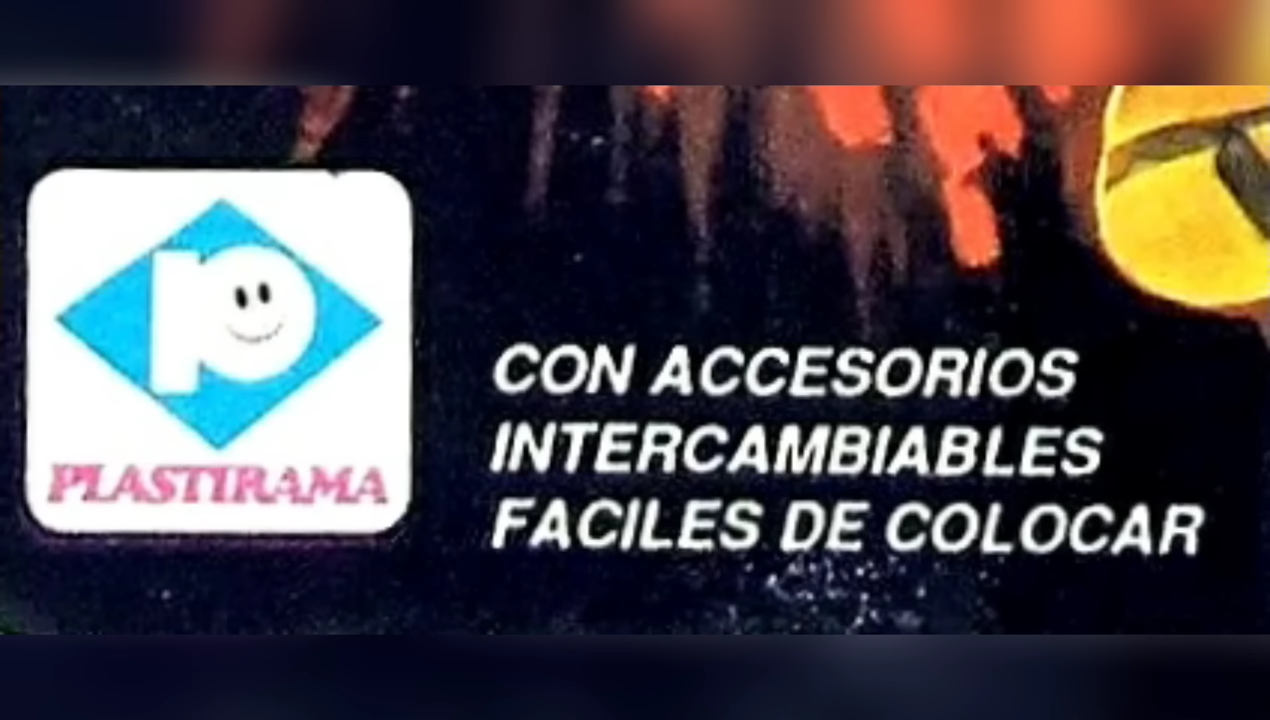 PLASTIRAMA
CON ACCESORIOS
INTERCAMBIABLES
FACILES DE COLOCAR